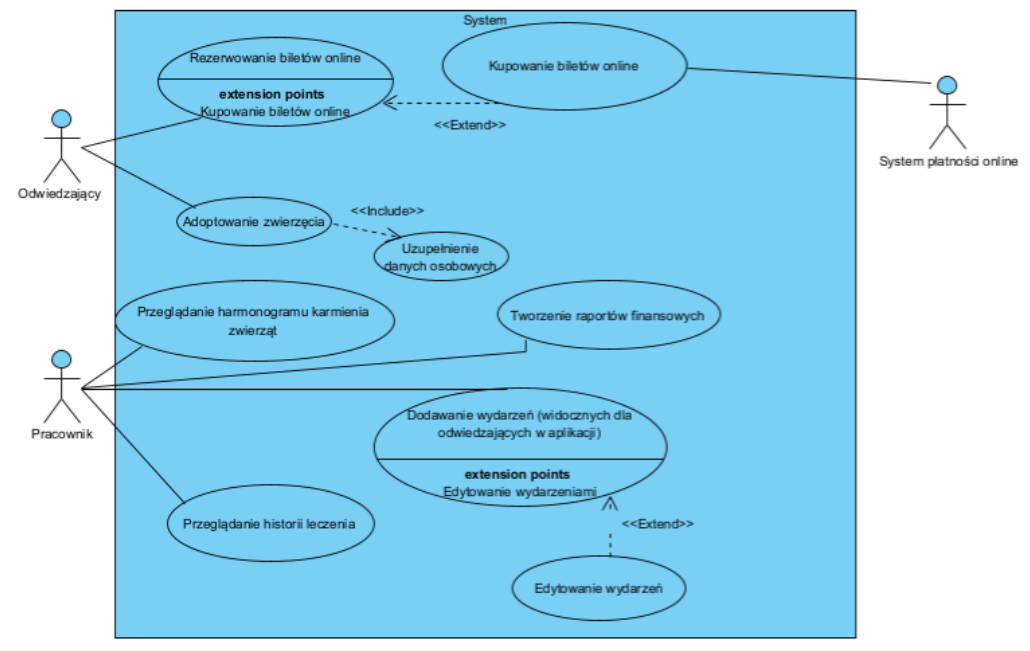 System
Rezerwowanie biletów online
extension points
Kupowanie biletów online
Kupowanie biletów online
<<Extend>>
System płatności online
Odwiedzający
Adoptowanie zwierzęcia
<<Include>>
Uzupełnienie
danych osobowych
Przeglądanie harmonogramu karmienia
zwierząt
Tworzenie raportów finansowych
Pracownik
Dodawanie wydarzeń (widocznych dla
odwiedzających w aplikacji)
extension points
Edytowanie wydarzeniami
<<Extend>>
Przeglądanie historii leczenia
Edytowanie wydarzeń